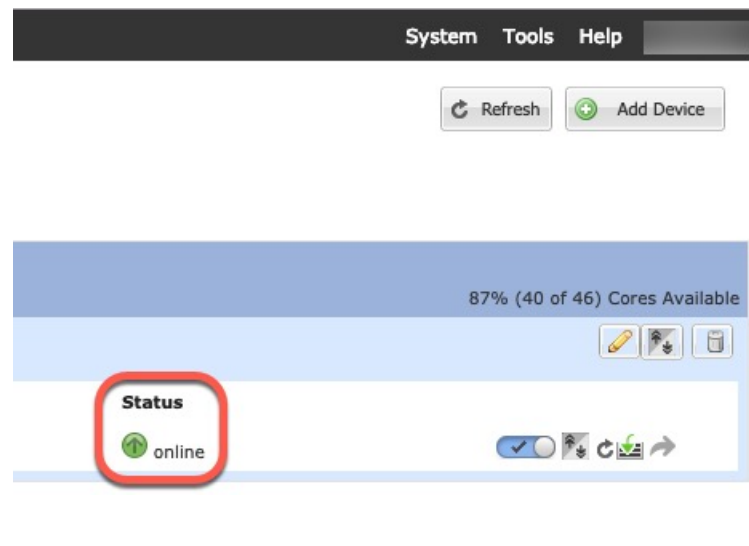 System Tools Help
Refresh Add Device
87% (40 of 46) Cores Available
Status
online